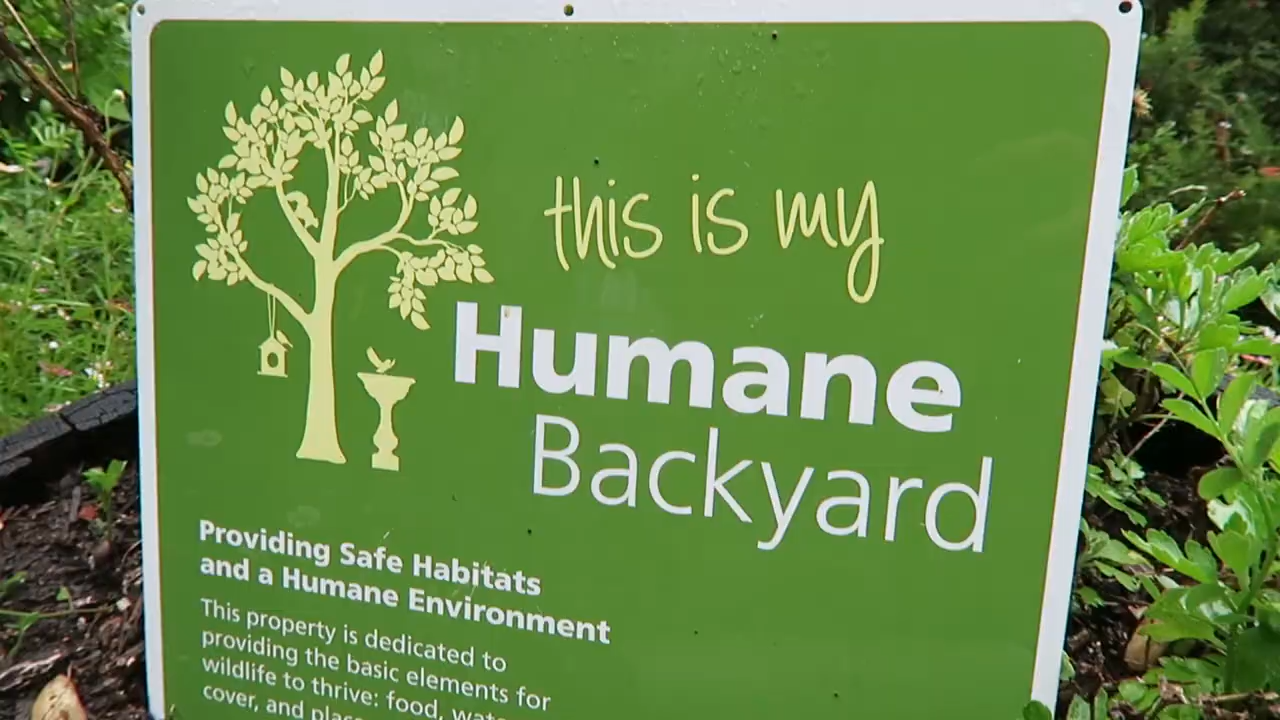 this is my
Humane
Backyard
Providing Safe Habitats
and a Humane Environment
This property is dedicated to
providing the basic elements for
wildlife to thrive: food,
cover, and